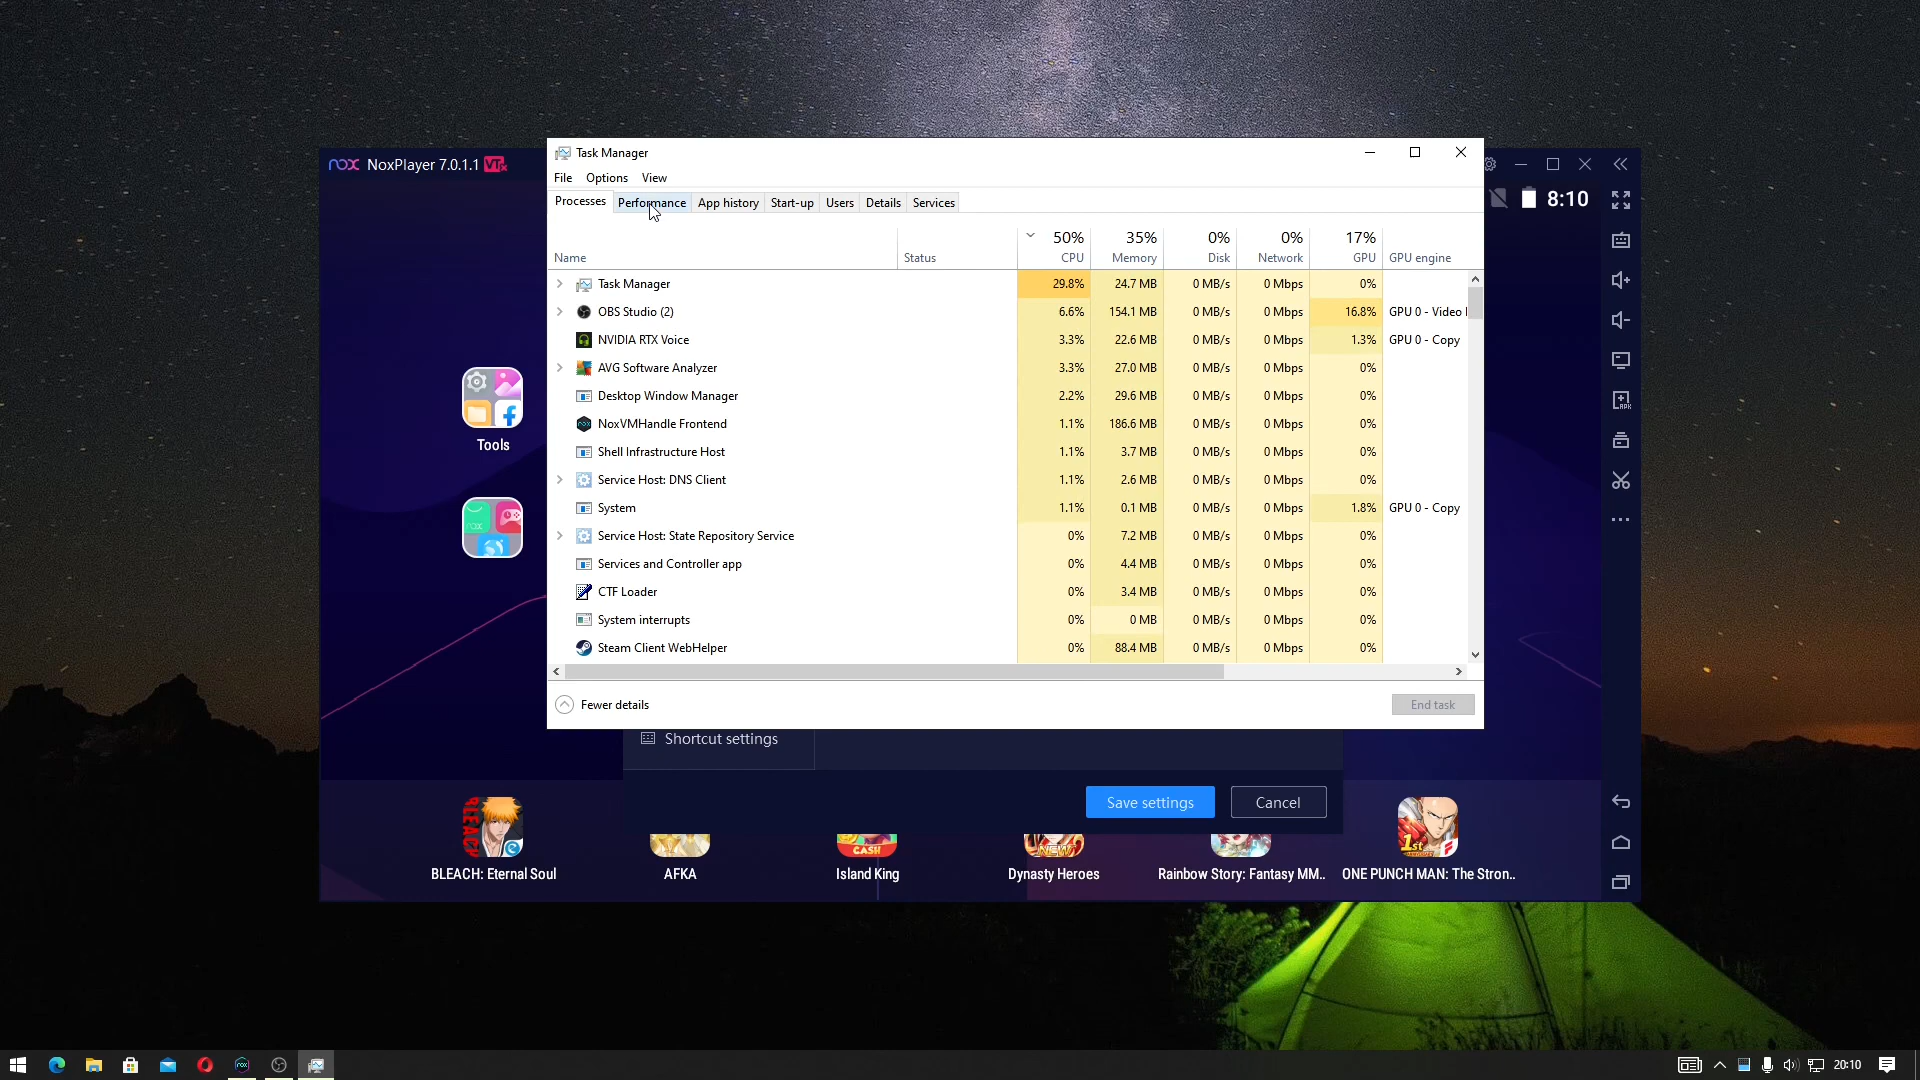 nox NoxPlayer 7.0.1.1 VTx
8:10
Task Manager
File Options View
Processes Performance App history Start-up Users Details Services
50% 35% 0% 0% 17%
Name Status CPU Memory Disk Network GPU GPU engine
Task Manager 29.8% 24.7 MB 0 MB/s 0 Mbps 0%
OBS Studio (2) 6.6% 154.1 MB 0 MB/s 0 Mbps 16.8% GPU 0 - Video
NVIDIA RTX Voice 3.3% 22.6 MB 0 MB/s 0 Mbps 1.3% GPU 0 - Copy
AVG Software Analyzer 3.3% 27.0 MB 0 MB/s 0 Mbps 0%
Desktop Window Manager 2.2% 29.6 MB 0 MB/s 0 Mbps 0%
NoxVMHandle Frontend 1.1% 186.6 MB 0 MB/s 0 Mbps 0%
Shell Infrastructure Host 1.1% 3.7 MB 0 MB/s 0 Mbps 0%
Service Host: DNS Client 1.1% 2.6 MB 0 MB/s 0 Mbps 0%
System 1.1% 0.1 MB 0 MB/s 0 Mbps 1.8% GPU 0 - Copy
Service Host: State Repository Service 0% 7.2 MB 0 MB/s 0 Mbps 0%
Services and Controller app 0% 4.4 MB 0 MB/s 0 Mbps 0%
CTF Loader 0% 3.4 MB 0 MB/s 0 Mbps 0%
System interrupts 0% 0 MB 0 MB/s 0 Mbps 0%
Steam Client WebHelper 0% 88.4 MB 0 MB/s 0 Mbps 0%
Fewer details End task
Tools
Shortcut settings
Save settings Cancel
BLEACH
CASH
NEW
1st
BLEACH: Eternal Soul AFKA Island King Dynasty Heroes Rainbow Story: Fantasy MM.. ONE PUNCH MAN: The Stron..
20:10